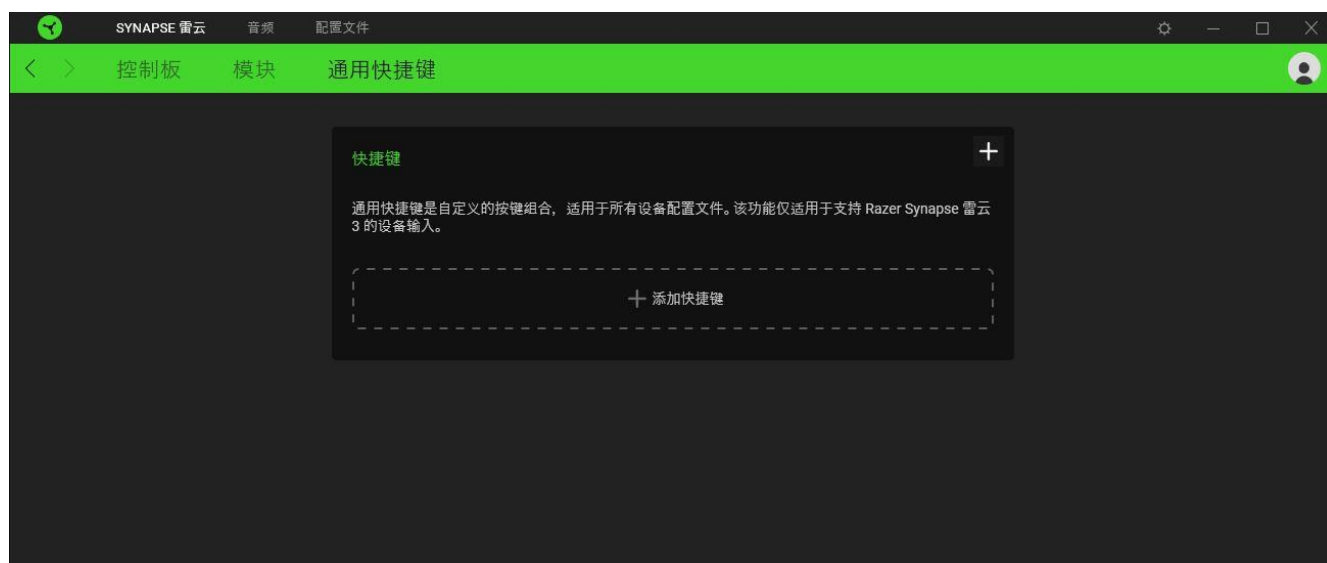 SYNAPSE 雷云 音频 配置文件
控制板 模块 通用快捷键
快捷键
通用快捷键是自定义的按键组合，适用于所有设备配置文件。该功能仅适用于支持 Razer Synapse 雷云
3 的设备输入。
添加快捷键